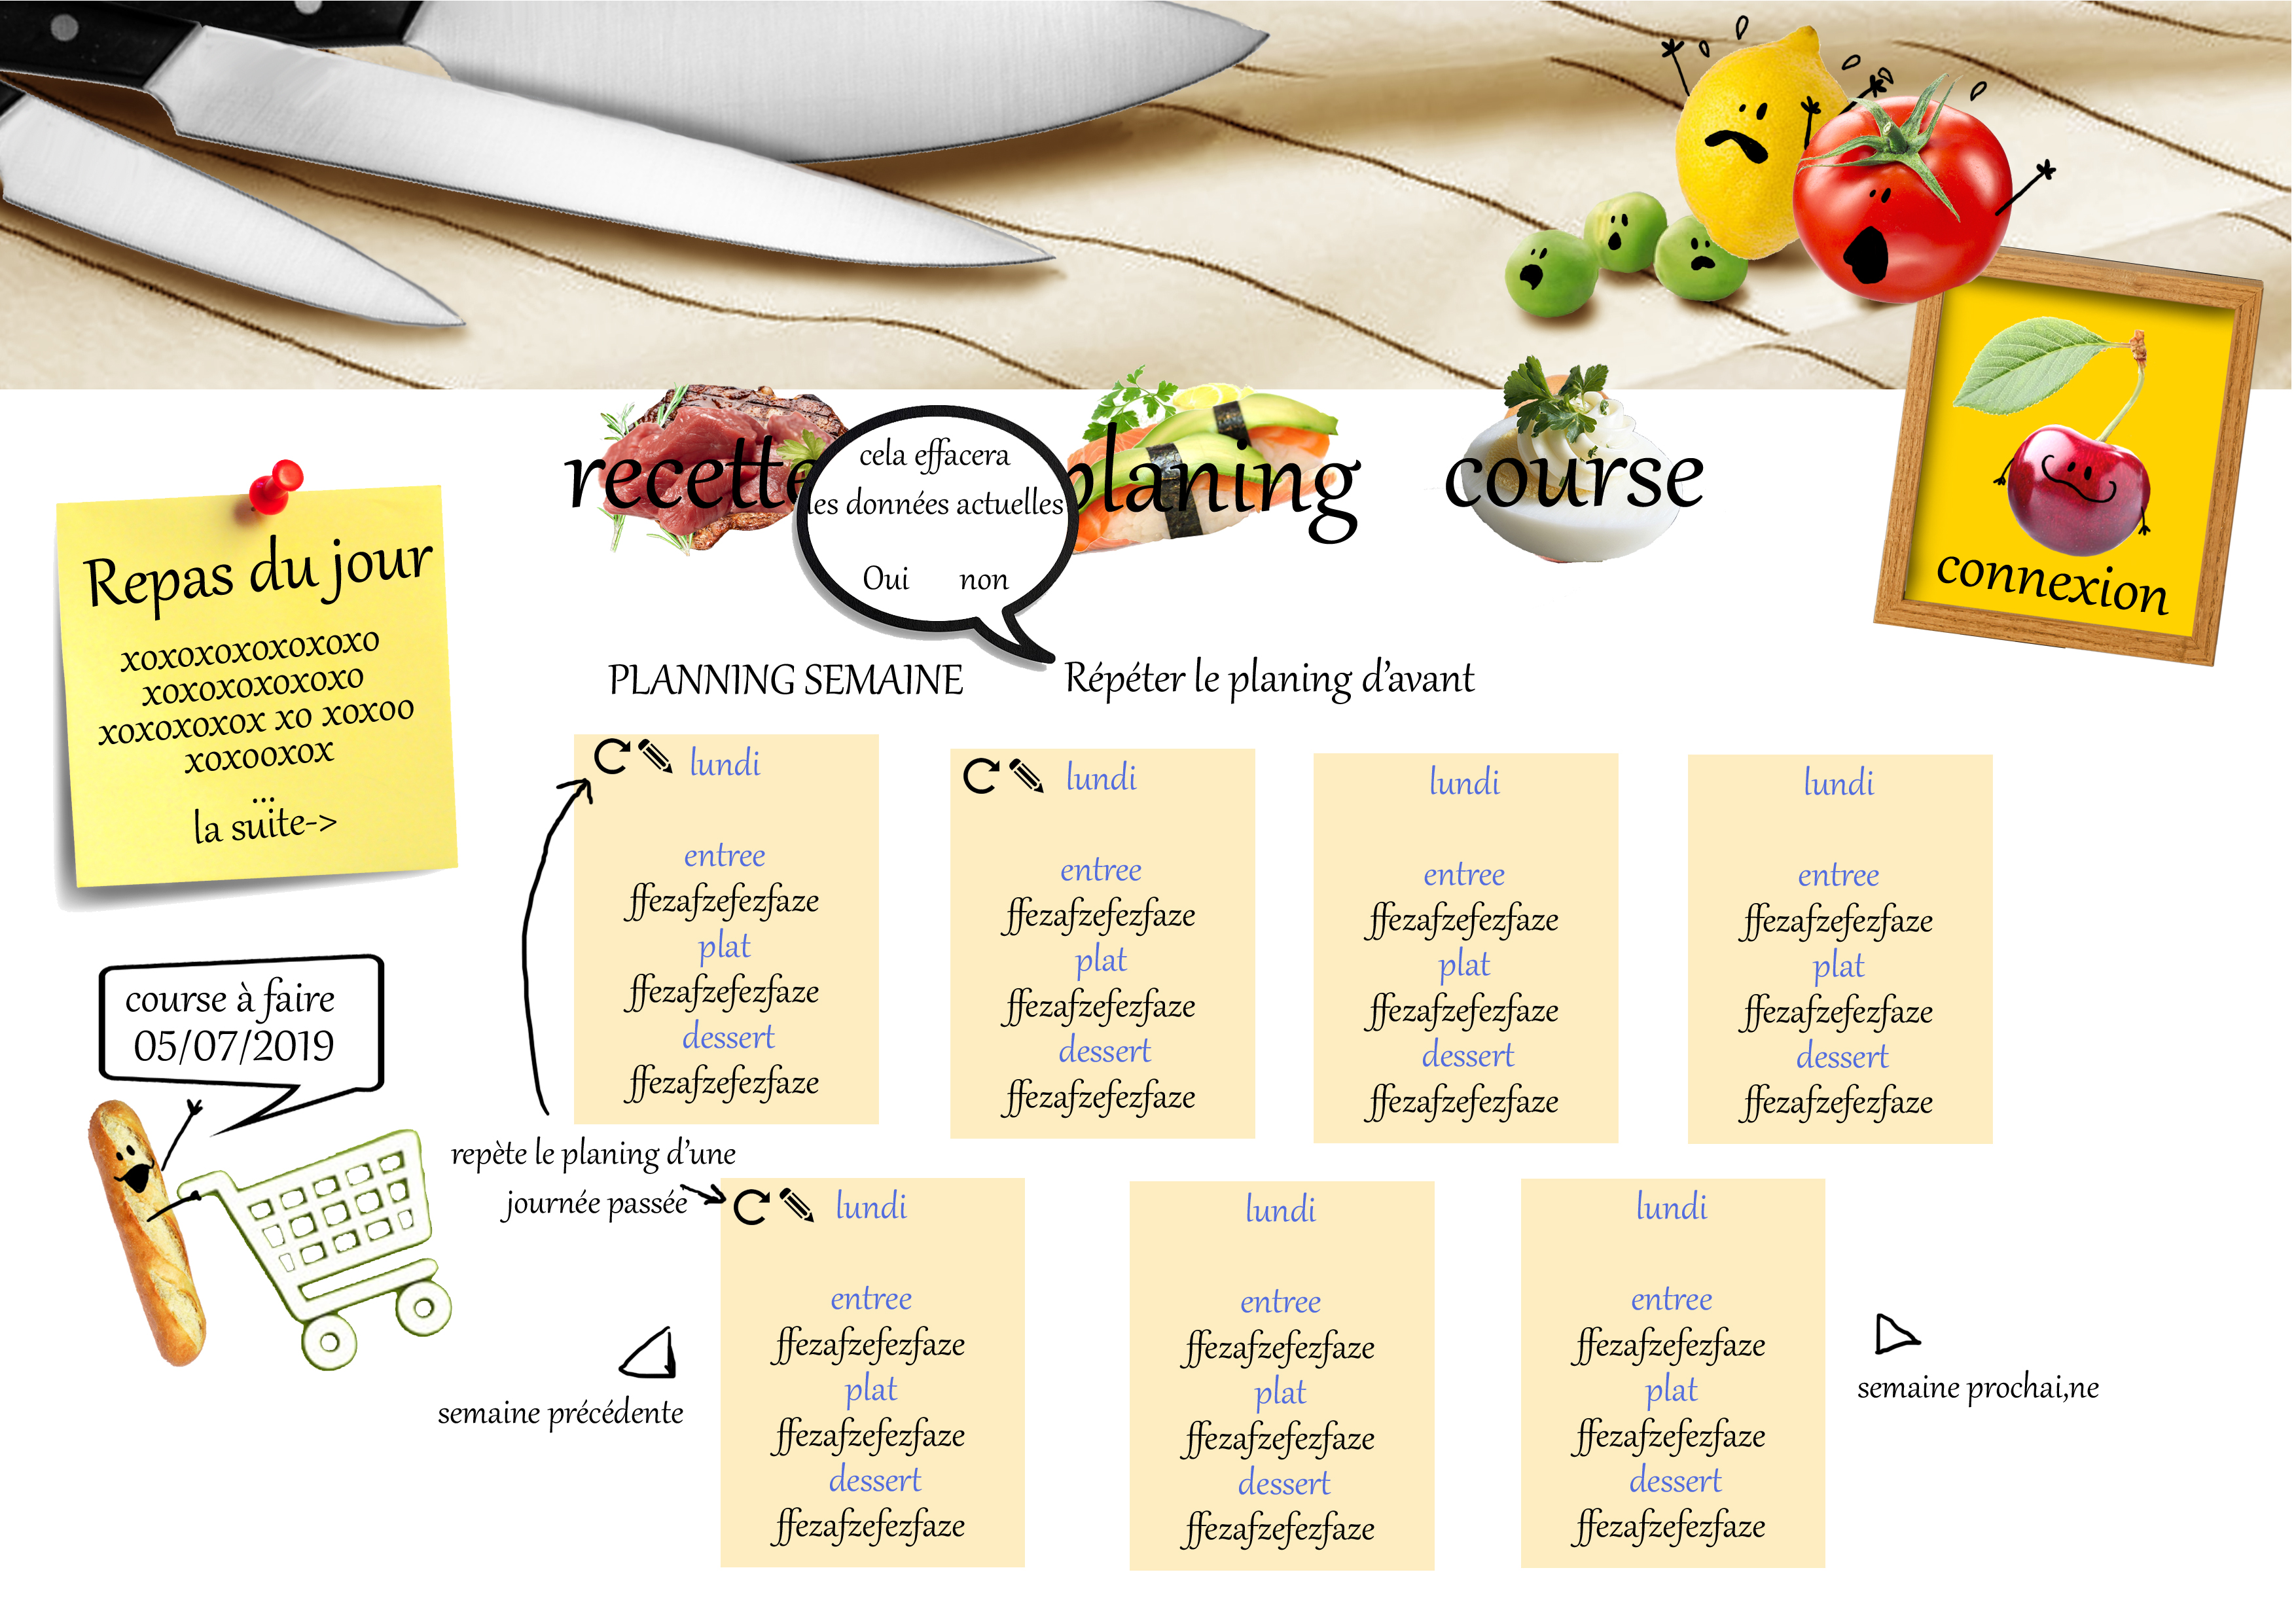 recette
planing
course
cela effacera
les données actuelles
Oui non
connexion
Repas du jour
xoxoxoxoxoxoxo
xoxoxoxoxoxo
xoxoxoxox xo xoxoo
xoxooxox
...
la suite->
PLANNING SEMAINE
Répéter le planing d'avant
lundi
entree
ffezafzefezfaze
plat
ffezafzefezfaze
dessert
ffezafzefezfaze
lundi
entree
ffezafzefezfaze
plat
ffezafzefezfaze
dessert
ffezafzefezfaze
lundi
entree
ffezafzefezfaze
plat
ffezafzefezfaze
dessert
ffezafzefezfaze
lundi
entree
ffezafzefezfaze
plat
ffezafzefezfaze
dessert
ffezafzefezfaze
course à faire
05/07/2019
repète le planing d'une
journée passée
lundi
entree
ffezafzefezfaze
plat
ffezafzefezfaze
dessert
ffezafzefezfaze
lundi
entree
ffezafzefezfaze
plat
ffezafzefezfaze
dessert
ffezafzefezfaze
lundi
entree
ffezafzefezfaze
plat
ffezafzefezfaze
dessert
ffezafzefezfaze
semaine précédente
semaine prochai,ne